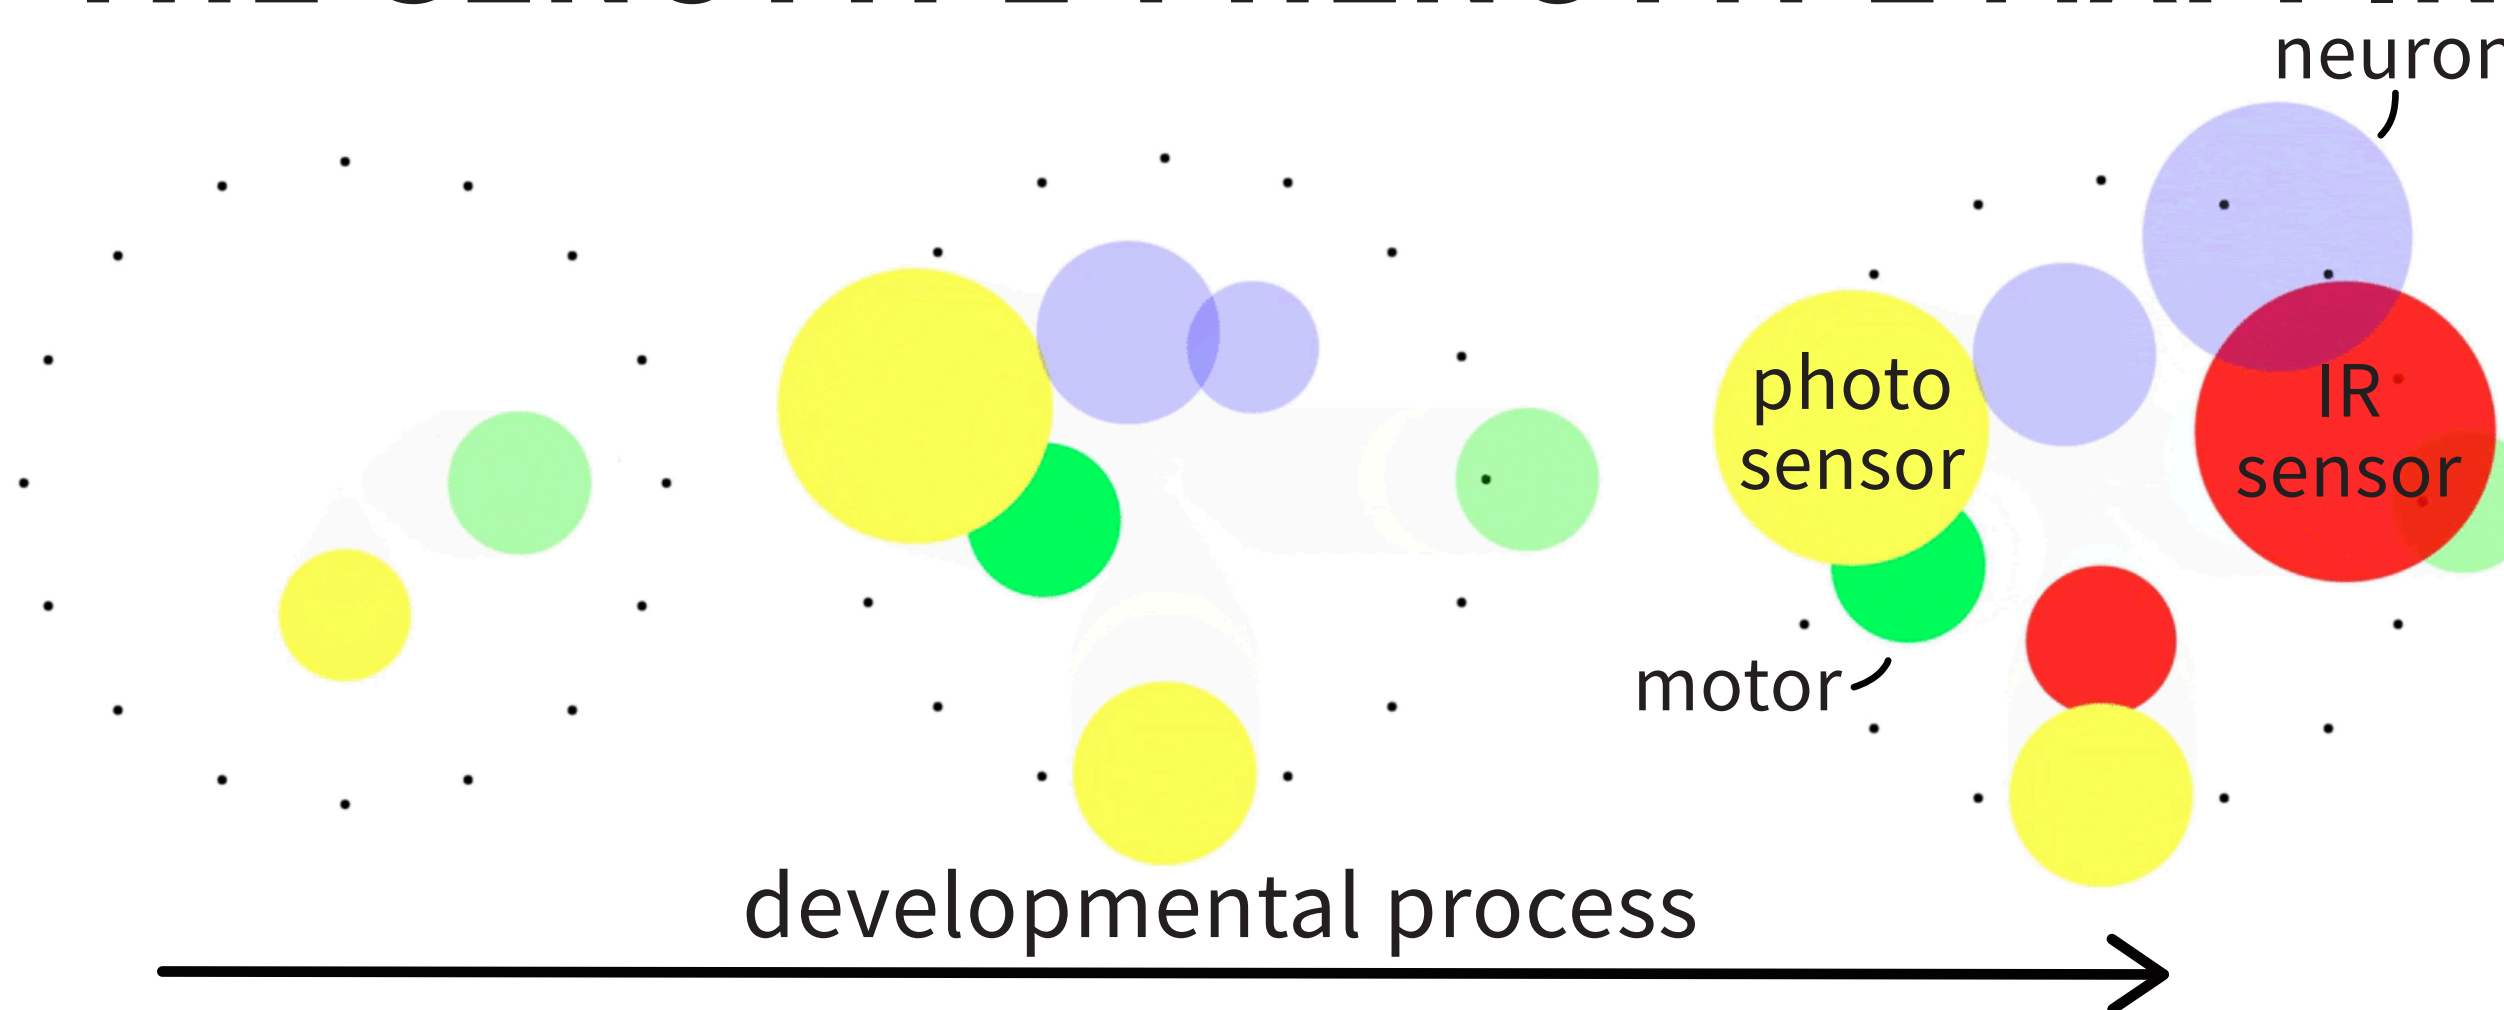 neuron
photo
sensor
IR
sensor
motor
developmental process